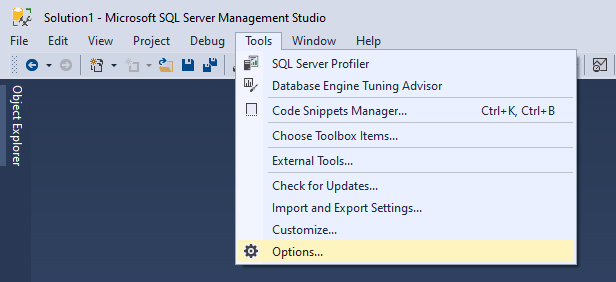 Solution1 - Microsoft SQL Server Management Studio
File Edit View Project Debug Tools Window Help
Object Explorer
SQL Server Profiler
Database Engine Tuning Advisor
Code Snippets Manager... Ctrl+K, Ctrl+B
Choose Toolbox Items...
External Tools...
Check for Updates...
Import and Export Settings...
Customize...
Options...